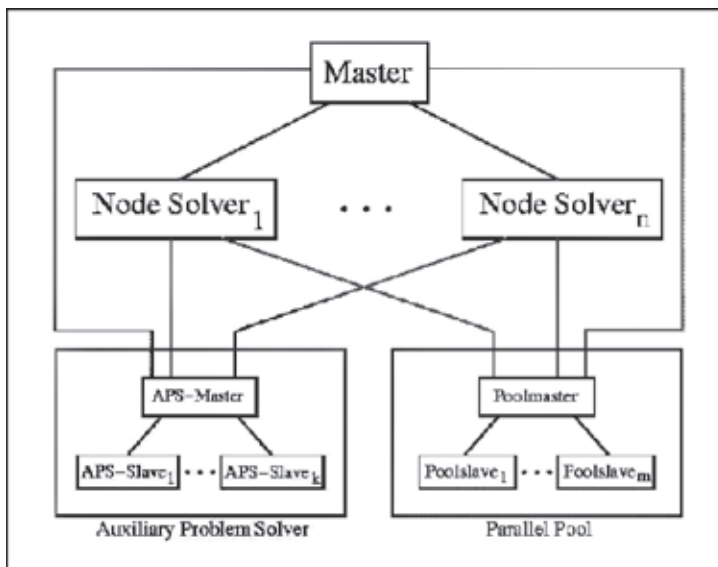 Master
Node Solver1 . . . Node Solvern
APS-Master Poolmaster
APS-Slave1 • • • APS-Slavek Poolslave1 • • • Poolslavem
Auxiliary Problem Solver Parallel Pool